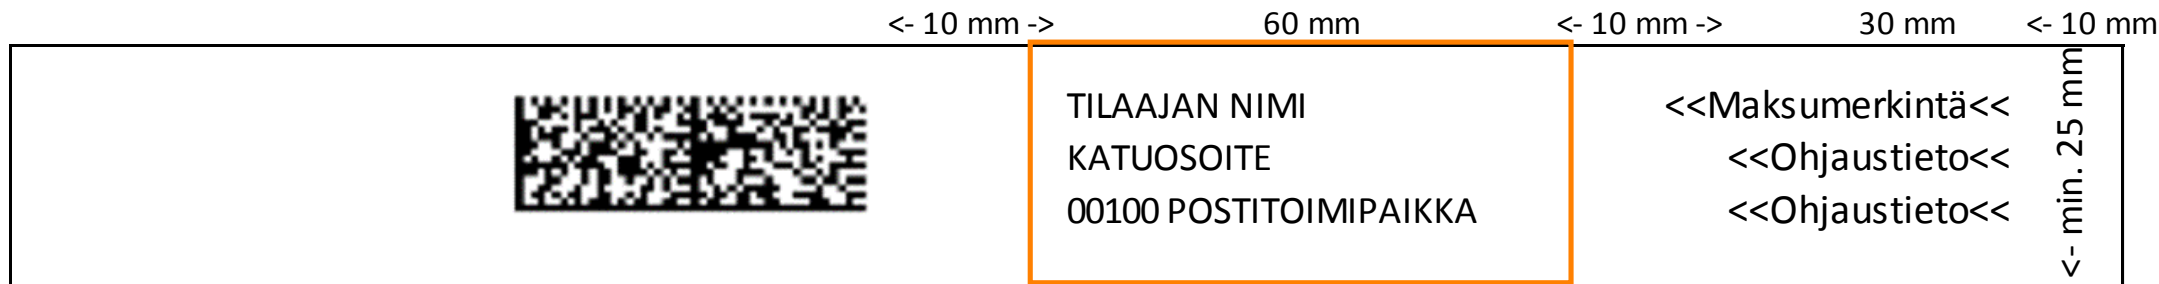 <- 10 mm -> 60 mm <- 10 mm -> 30 mm <- 10 mm
TILAAJAN NIMI <<Maksumerkintä<<
KATUOSOITE <<Ohjaustieto<<
00100 POSTITOIMIPAIKKA <<Ohjaustieto<<
<- min. 25 mm